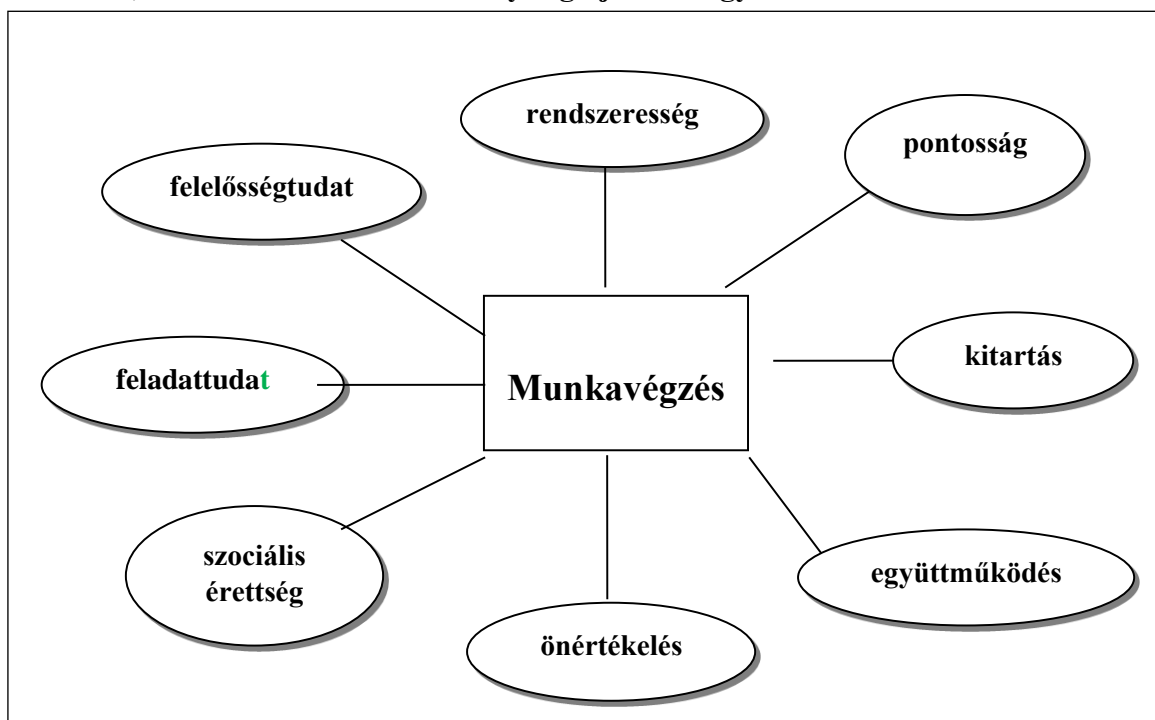 rendszeresség
pontosság
felelősségtudat
kitartás
feladattudat
Munkavégzés
szociális
érettség
együttműködés
önértékelés